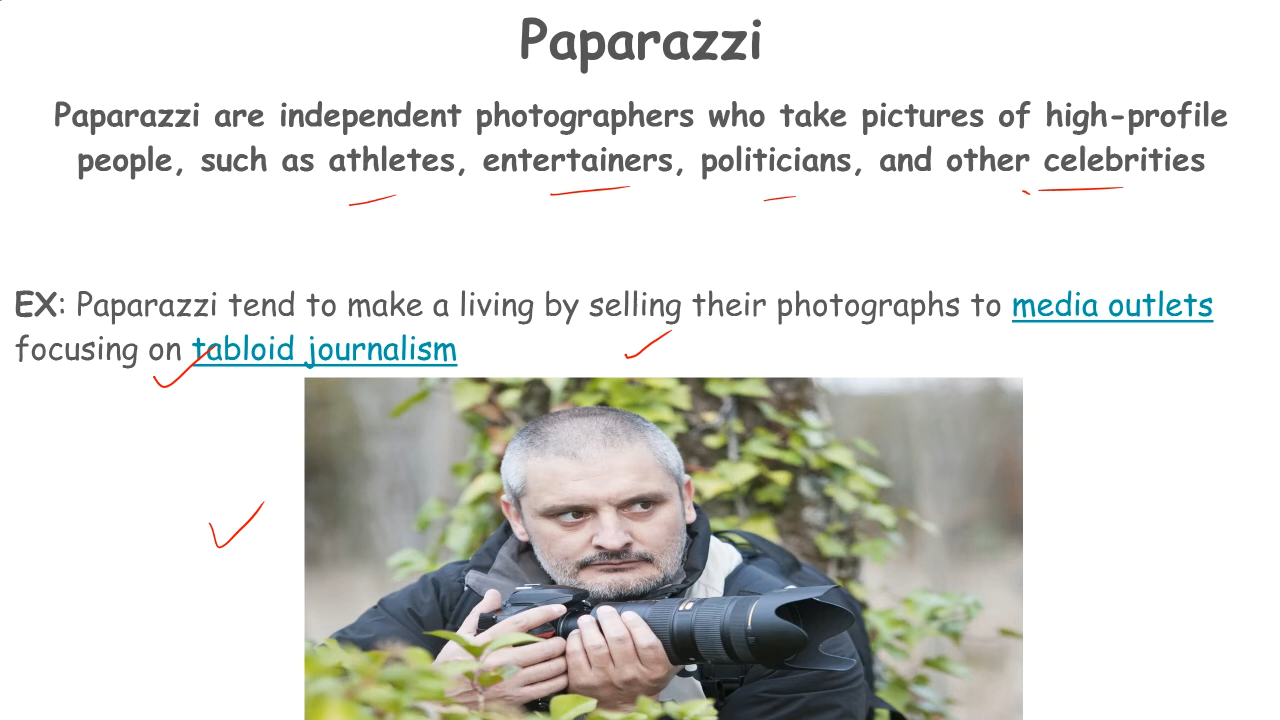 Paparazzi
Paparazzi are independent photographers who take pictures of high-profile
people, such as athletes, entertainers, politicians, and other celebrities
EX: Paparazzi tend to make a living by selling their photographs to media outlets
focusing on tabloid journalism